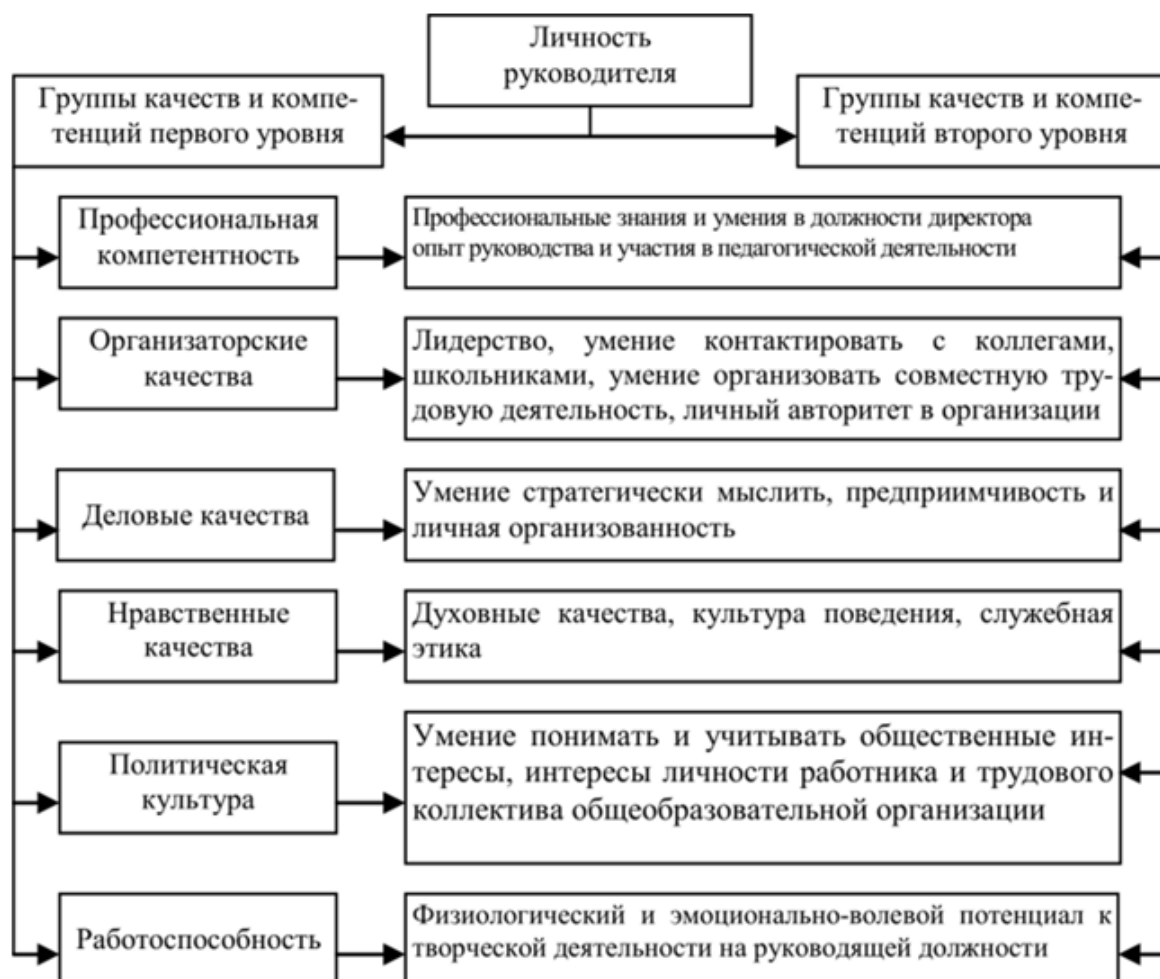 Личность
руководителя
Группы качеств и компе-
тенций первого уровня
Группы качеств и компе-
тенций второго уровня
Профессиональная
компетентность
Профессиональные знания и умения в должности директора
опыт руководства и участия в педагогической деятельности
Организаторские
качества
Лидерство, умение контактировать с коллегами,
школьниками, умение организовать совместную тру-
довую деятельность, личный авторитет в организации
Деловые качества
Умение стратегически мыслить, предприимчивость и
личная организованность
Нравственные
качества
Духовные качества, культура поведения, служебная
этика
Политическая
культура
Умение понимать и учитывать общественные ин-
тересы, интересы личности работника и трудового
коллектива общеобразовательной организации
Работоспособность
Физиологический и эмоционально-волевой потенциал к
творческой деятельности на руководящей должности